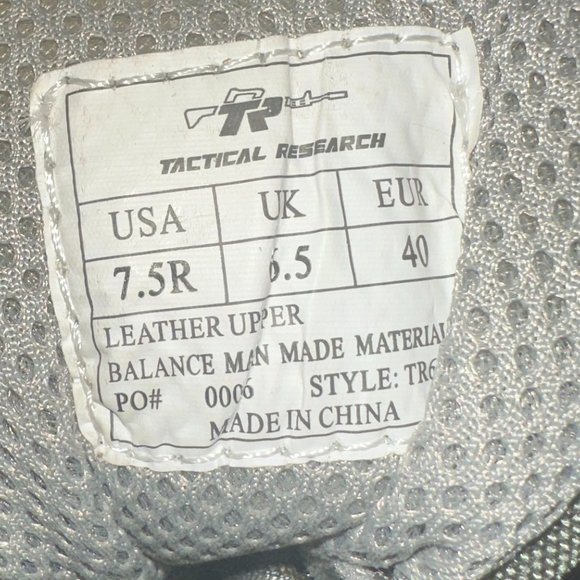 TR
TACTICAL RESEARCH
USA UK EUR
7.5R 6.5 40
LEATHER UPPER
BALANCE MAN MADE MATERIAL
PO# 0006 STYLE: TR6
MADE IN CHINA